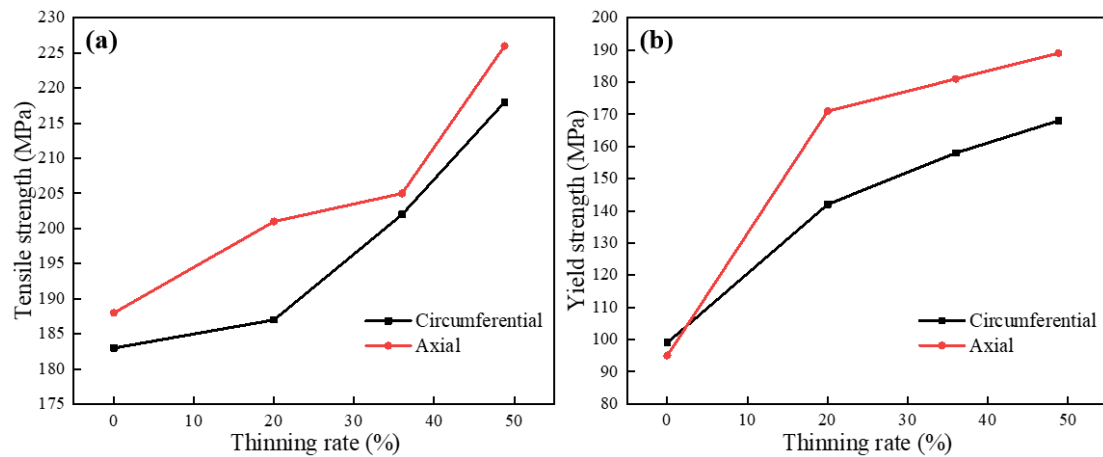 (a)
Tensile strength (MPa)
230
225
220
215
210
205
200
195
190
185
180
175
0 10 20 30 40 50
Thinning rate (%)
Circumferential
Axial
(b)
Yield strength (MPa)
200
190
180
170
160
150
140
130
120
110
100
90
80
0 10 20 30 40 50
Thinning rate (%)
Circumferential
Axial